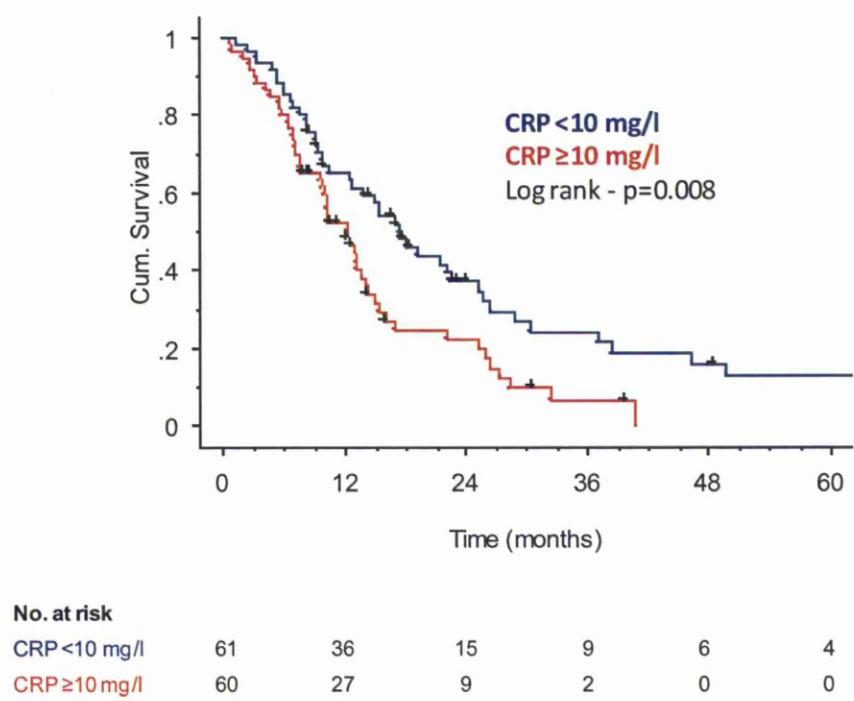 1
.8
.6
.4
.2
0
Cum. Survival
CRP<10 mg/l
CRP≥10 mg/l
Log rank - p=0.008
0 12 24 36 48 60
Time (months)
No. at risk
CRP<10 mg/l 61 36 15 9 6 4
CRP≥10 mg/l 60 27 9 2 0 0